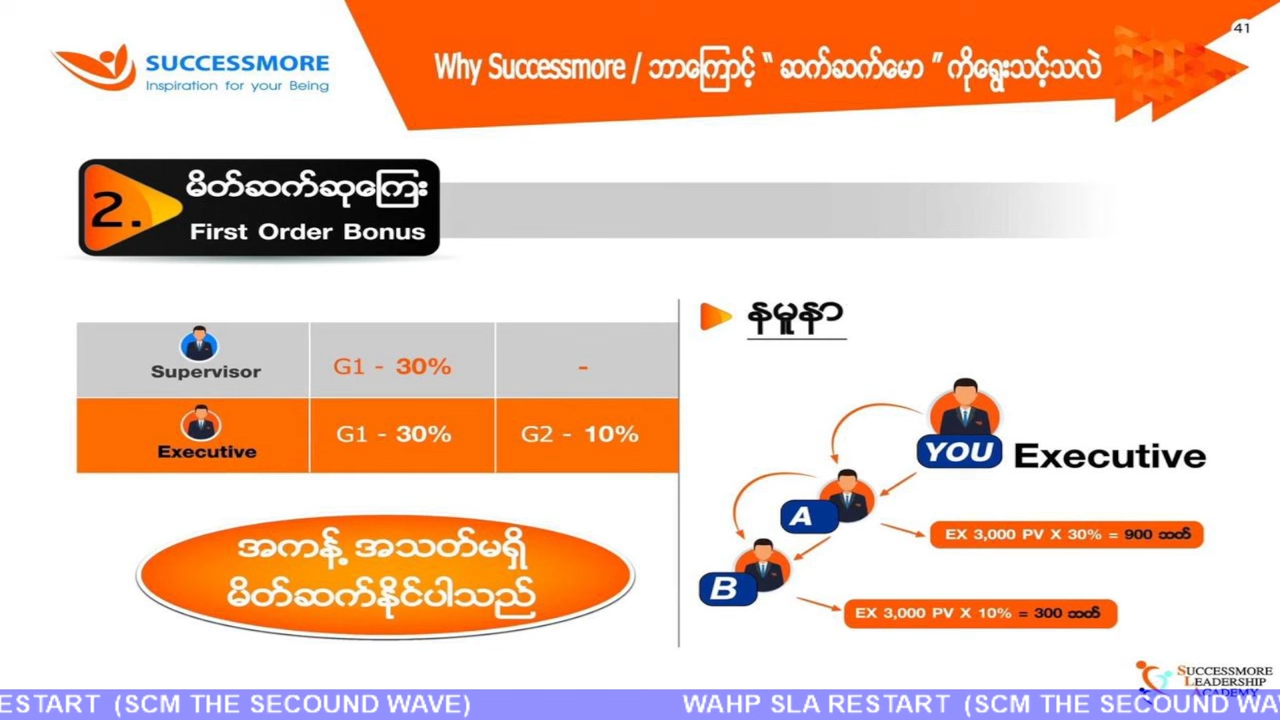 41
SUCCESSMORE
Inspiration for your Being
Why Successmore / ဘာကြောင့် “ ဆက်ဆက်မော ” ကိုရွေးသင့်သလဲ
2.
မိတ်ဆက်ဆုကြေး
First Order Bonus
Supervisor
G1 - 30%
-
Executive
G1 - 30%
G2 - 10%
အကန့် အသတ်မရှိ
မိတ်ဆက်နိုင်ပါသည်
နမူနာ
YOU
Executive
A
EX 3,000 PV X 30% = 900 ဘတ်
B
EX 3,000 PV X 10% = 300 ဘတ်
SUCCESSMORE
LEADERSHIP
ACADEMY
ESTART (SCM THE SECOUND WAVE)
WAHP SLA RESTART (SCM THE SECOUND WA